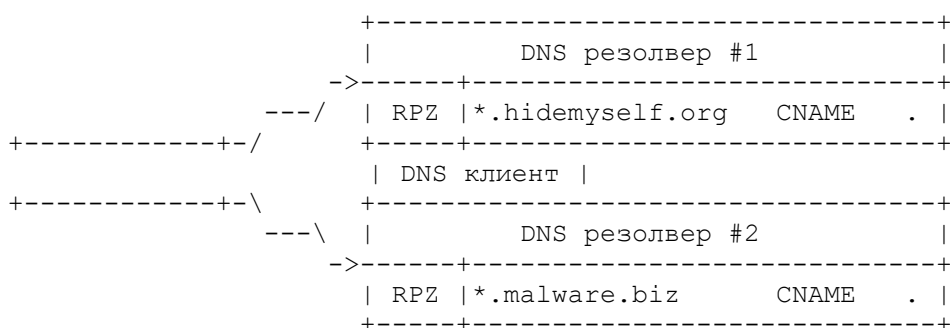 +-----------------------------------+
| DNS резолвер #1 |
->------+-----------------------------+
---/ | RPZ |*.hidemyself.org CNAME . |
+------------+-/ +-----+-----------------------------+
| DNS клиент |
+------------+-\ +-----------------------------------+
---\ | DNS резолвер #2 |
->------+-----------------------------+
| RPZ |*.malware.biz CNAME . |
+-----+-----------------------------+